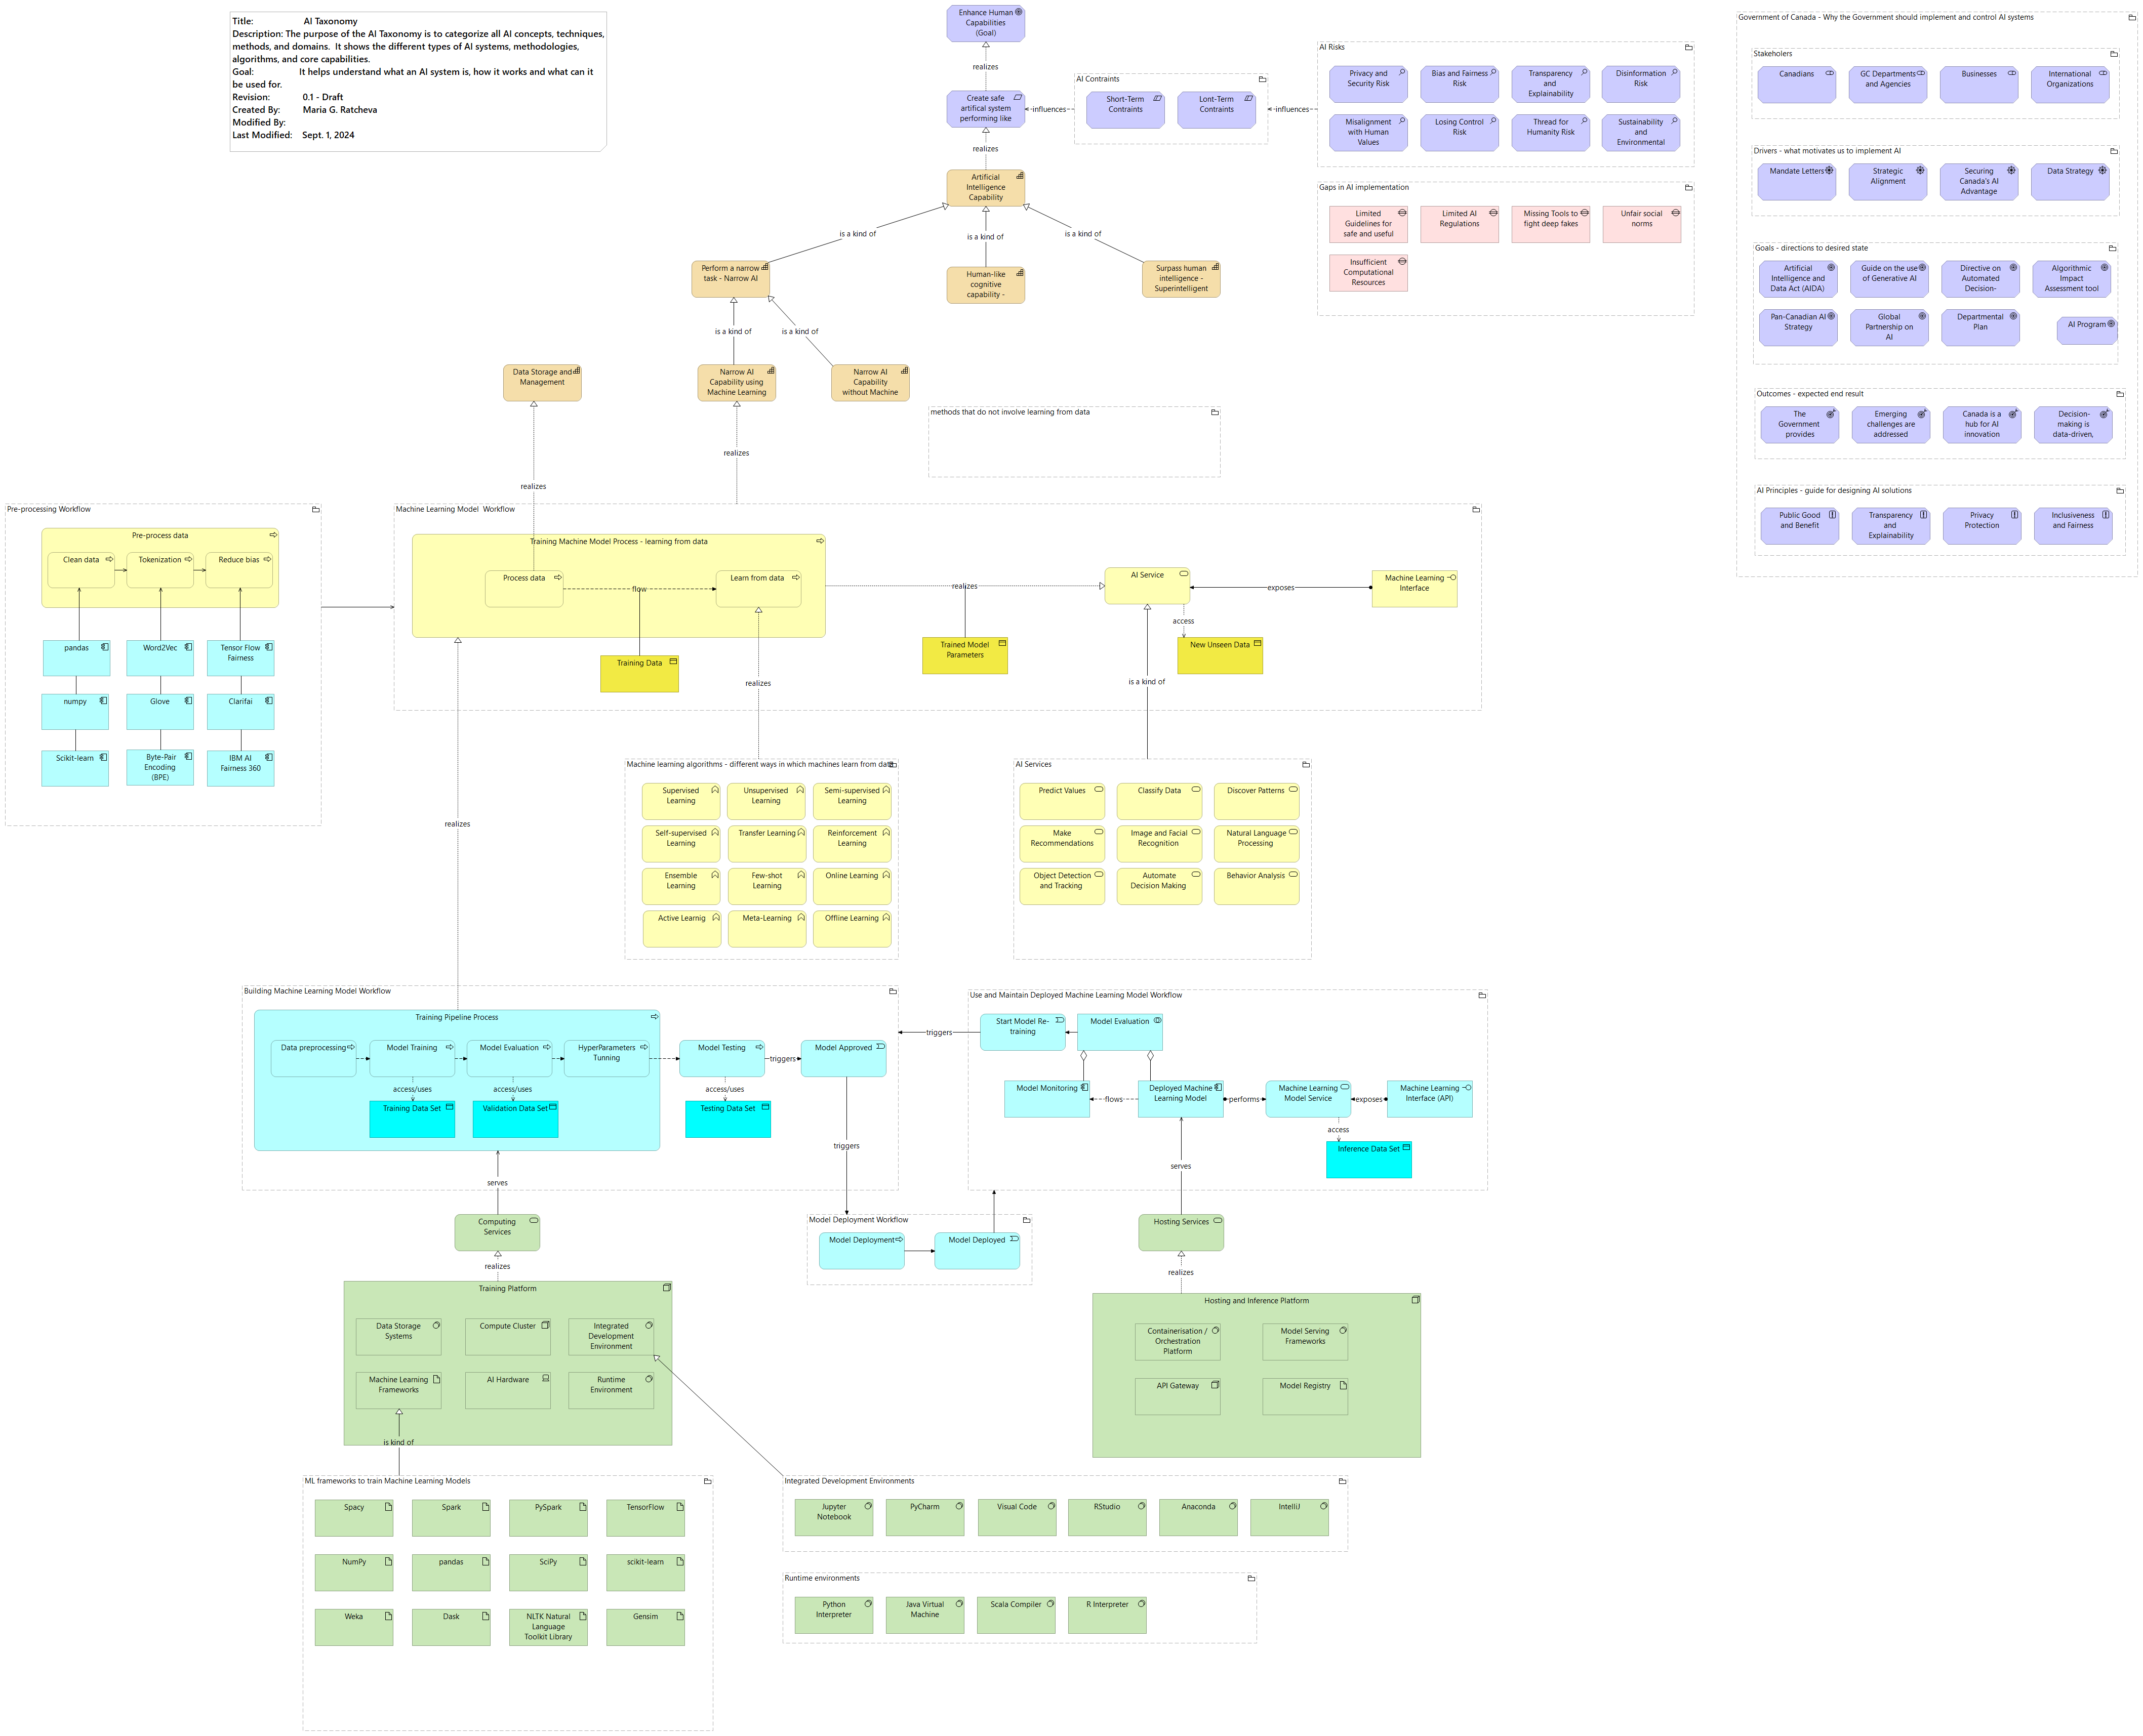 Title: AI Taxonomy
Description: The purpose of the AI Taxonomy is to categorize all AI concepts, techniques,
methods, and domains. It shows the different types of AI systems, methodologies,
algorithms, and core capabilities.
Goal: It helps understand what an AI system is, how it works and what can it
be used for.
Revision: 0.1 - Draft
Created By: Maria G. Ratcheva
Modified By:
Last Modified: Sept. 1, 2024
Enhance Human
Capabilities
(Goal)
realizes
Create safe
artifical system
performing like
influences
AI Contraints
Short-Term
Contraints
Lont-Term
Contraints
influences
AI Risks
Privacy and
Security Risk
Bias and Fairness
Risk
Transparency
and
Explainability
Disinformation
Risk
Misalignment
with Human
Values
Losing Control
Risk
Thread for
Humanity Risk
Sustainability
and
Environmental
realizes
Artificial
Intelligence
Capability
Gaps in AI implementation
Limited
Guidelines for
safe and useful
Limited AI
Regulations
Missing Tools to
fight deep fakes
Unfair social
norms
Insufficient
Computational
Resources
is a kind of
is a kind of
is a kind of
Perform a narrow
task - Narrow AI
Human-like
cognitive
capability -
Surpass human
intelligence -
Superintelligent
is a kind of
is a kind of
Data Storage and
Management
Narrow AI
Capability using
Machine Learning
Narrow AI
Capability
without Machine
methods that do not involve learning from data
realizes
realizes
Government of Canada - Why the Government should implement and control AI systems
Stakeholders
Canadians
GC Departments
and Agencies
Businesses
International
Organizations
Drivers - what motivates us to implement AI
Mandate Letters
Strategic
Alignment
Securing
Canada's AI
Advantage
Data Strategy
Goals - directions to desired state
Artificial
Intelligence and
Data Act (AIDA)
Guide on the use
of Generative AI
Directive on
Automated
Decision-
Algorithmic
Impact
Assessment tool
Pan-Canadian AI
Strategy
Global
Partnership on
AI
Departmental
Plan
AI Program
Outcomes - expected end result
The
Government
provides
Emerging
challenges are
addressed
Canada is a
hub for AI
innovation
Decision-
making is
data-driven,
AI Principles - guide for designing AI solutions
Public Good
and Benefit
Transparency
and
Explainability
Privacy
Protection
Inclusiveness
and Fairness
Pre-processing Workflow
Pre-process data
Clean data
Tokenization
Reduce bias
pandas
Word2Vec
Tensor Flow
Fairness
numpy
Glove
Clarifai
Scikit-learn
Byte-Pair
Encoding
(BPE)
IBM AI
Fairness 360
Machine Learning Model Workflow
Training Machine Model Process - learning from data
Process data
flow
Learn from data
realizes
AI Service
exposes
Machine Learning
Interface
access
Training Data
Trained Model
Parameters
New Unseen Data
realizes
is a kind of
realizes
Machine learning algorithms - different ways in which machines learn from data
Supervised
Learning
Unsupervised
Learning
Semi-supervised
Learning
Self-supervised
Learning
Transfer Learning
Reinforcement
Learning
Ensemble
Learning
Few-shot
Learning
Online Learning
Active Learnig
Meta-Learning
Offline Learning
AI Services
Predict Values
Classify Data
Discover Patterns
Make
Recommendations
Image and Facial
Recognition
Natural Language
Processing
Object Detection
and Tracking
Automate
Decision Making
Behavior Analysis
Building Machine Learning Model Workflow
Training Pipeline Process
Data preprocessing
Model Training
Model Evaluation
HyperParameters
Tunning
Model Testing
triggers
Model Approved
access/uses
access/uses
access/uses
Training Data Set
Validation Data Set
Testing Data Set
triggers
serves
triggers
Use and Maintain Deployed Machine Learning Model Workflow
Start Model Re-
training
Model Evaluation
Model Monitoring
flows
Deployed Machine
Learning Model
performs
Machine Learning
Model Service
exposes
Machine Learning
Interface (API)
access
Inference Data Set
serves
Computing
Services
realizes
Model Deployment Workflow
Model Deployment
Model Deployed
Hosting Services
realizes
Training Platform
Data Storage
Systems
Compute Cluster
Integrated
Development
Environment
Machine Learning
Frameworks
AI Hardware
Runtime
Environment
is kind of
Hosting and Inference Platform
Containerisation /
Orchestration
Platform
Model Serving
Frameworks
API Gateway
Model Registry
ML frameworks to train Machine Learning Models
Spacy
Spark
PySpark
TensorFlow
NumPy
pandas
SciPy
scikit-learn
Weka
Dask
NLTK Natural
Language
Toolkit Library
Gensim
Integrated Development Environments
Jupyter
Notebook
PyCharm
Visual Code
RStudio
Anaconda
IntelliJ
Runtime environments
Python
Interpreter
Java Virtual
Machine
Scala Compiler
R Interpreter